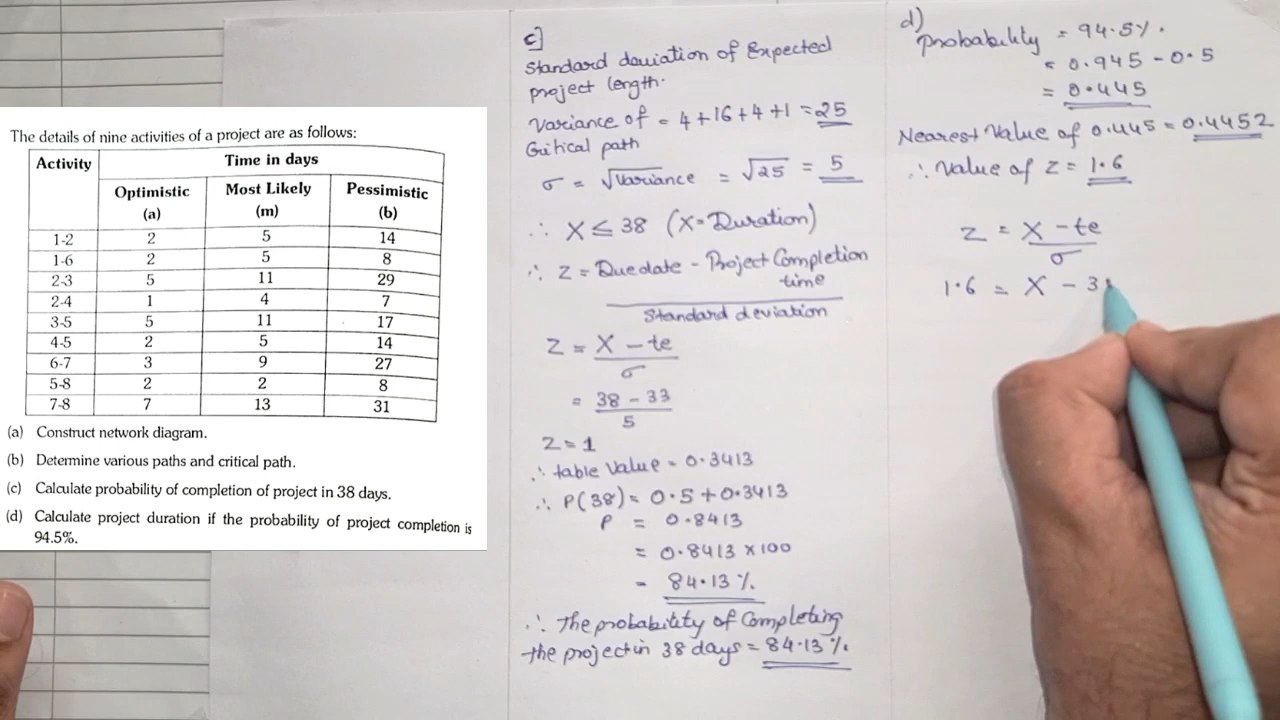 The details of nine activities of a project are as follows:
Activity Time in days
Optimistic Most Likely Pessimistic
(a) (m) (b)
1-2 2 5 14
1-6 2 5 8
2-3 5 11 29
2-4 1 4 7
3-5 5 11 17
4-5 2 5 14
6-7 3 9 27
5-8 2 2 8
7-8 7 13 31
(a) Construct network diagram.
(b) Determine various paths and critical path.
(c) Calculate probability of completion of project in 38 days.
(d) Calculate project duration if the probability of project completion is
94.5%.
c]
Standard deviation of Expected
project length.
Variance of = 4+16+4+1 = 25
Critical path
σ = √Variance = √25 = 5
∴ X ≤ 38 (X = Duration)
∴ Z = Due date - Project Completion
time
Standard deviation
Z = X - te
σ
= 38 - 33
5
Z = 1
∴ table value = 0.3413
∴ P(38) = 0.5 + 0.3413
P = 0.8413
= 0.8413 x 100
= 84.13 %
∴ The probability of Completing
the project in 38 days = 84.13 %.
d)
Probability = 94.5%.
= 0.945 - 0.5
= 0.445
Nearest Value of 0.445 = 0.4452
∴ Value of Z = 1.6
Z = X - te
σ
1.6 = X - 3